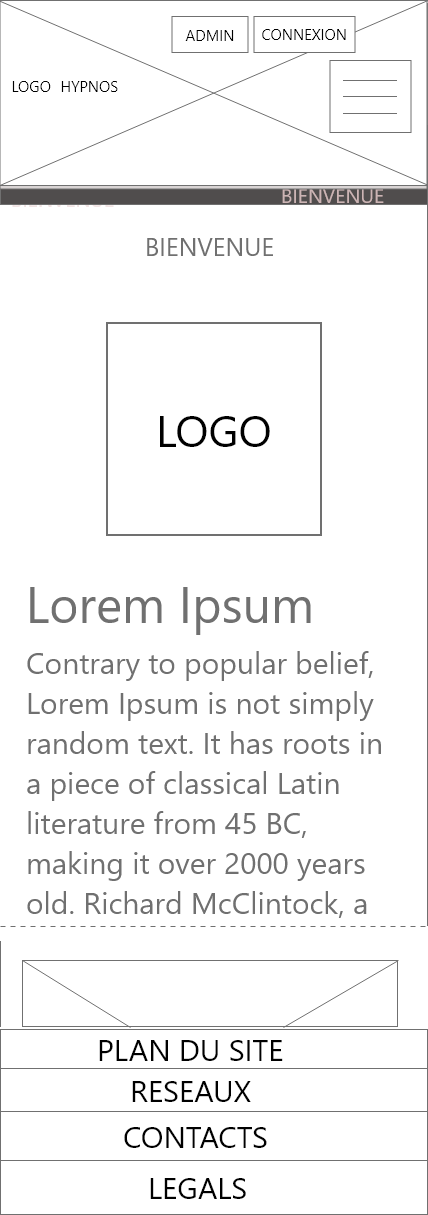 ADMIN
CONNEXION
LOGO HYPNOS
BIENVENUE
BIENVENUE
LOGO
Lorem Ipsum
Contrary to popular belief,
Lorem Ipsum is not simply
random text. It has roots in
a piece of classical Latin
literature from 45 BC,
making it over 2000 years
old. Richard McClintock, a
PLAN DU SITE
RESEAUX
CONTACTS
LEGALS